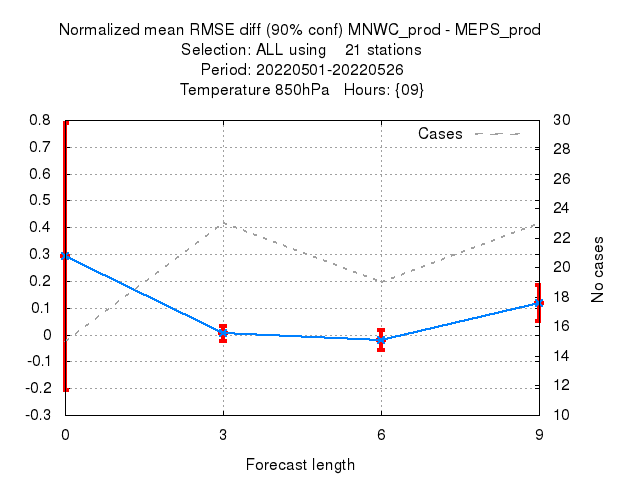 Normalized mean RMSE diff (90% conf) MNWC_prod - MEPS_prod
Selection: ALL using 21 stations
Period: 20220501-20220526
Temperature 850hPa Hours: {09}
Cases
0.8
0.7
0.6
0.5
0.4
0.3
0.2
0.1
0
-0.1
-0.2
-0.3
30
28
26
24
22
20
18
16
14
12
10
No cases
0 3 6 9
Forecast length